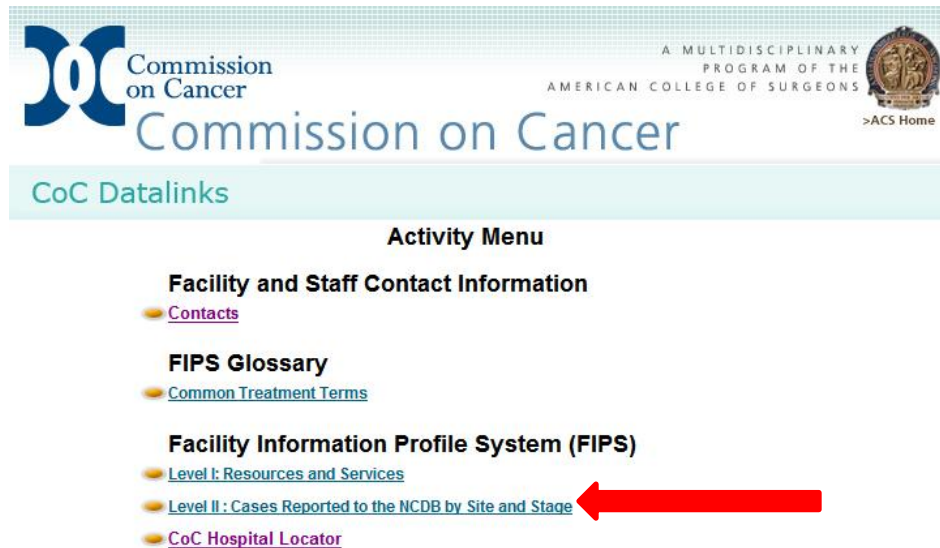 Commission
on Cancer
A MULTIDISCIPLINARY
PROGRAM OF THE
AMERICAN COLLEGE OF SURGEONS
>ACS Home
Commission on Cancer
CoC Datalinks
Activity Menu
Facility and Staff Contact Information
Contacts
FIPS Glossary
Common Treatment Terms
Facility Information Profile System (FIPS)
Level I: Resources and Services
Level II : Cases Reported to the NCDB by Site and Stage
CoC Hospital Locator